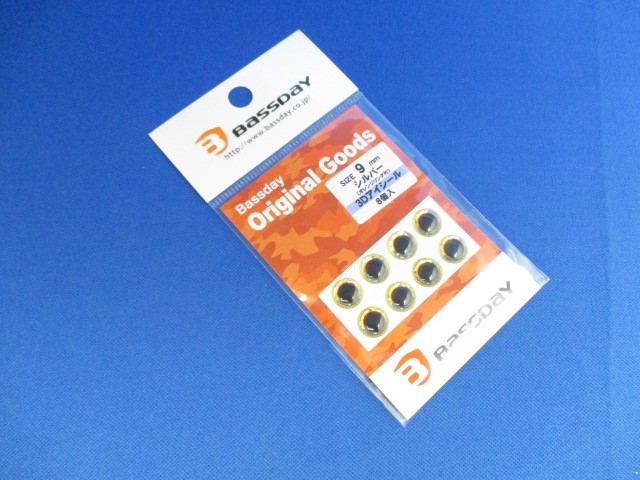 BASSDAY
http://www.bassday.co.jp/
Bassday
Original Goods
SIZE 9 mm
シルバー
3Dアイシール
8個入
BASSDAY